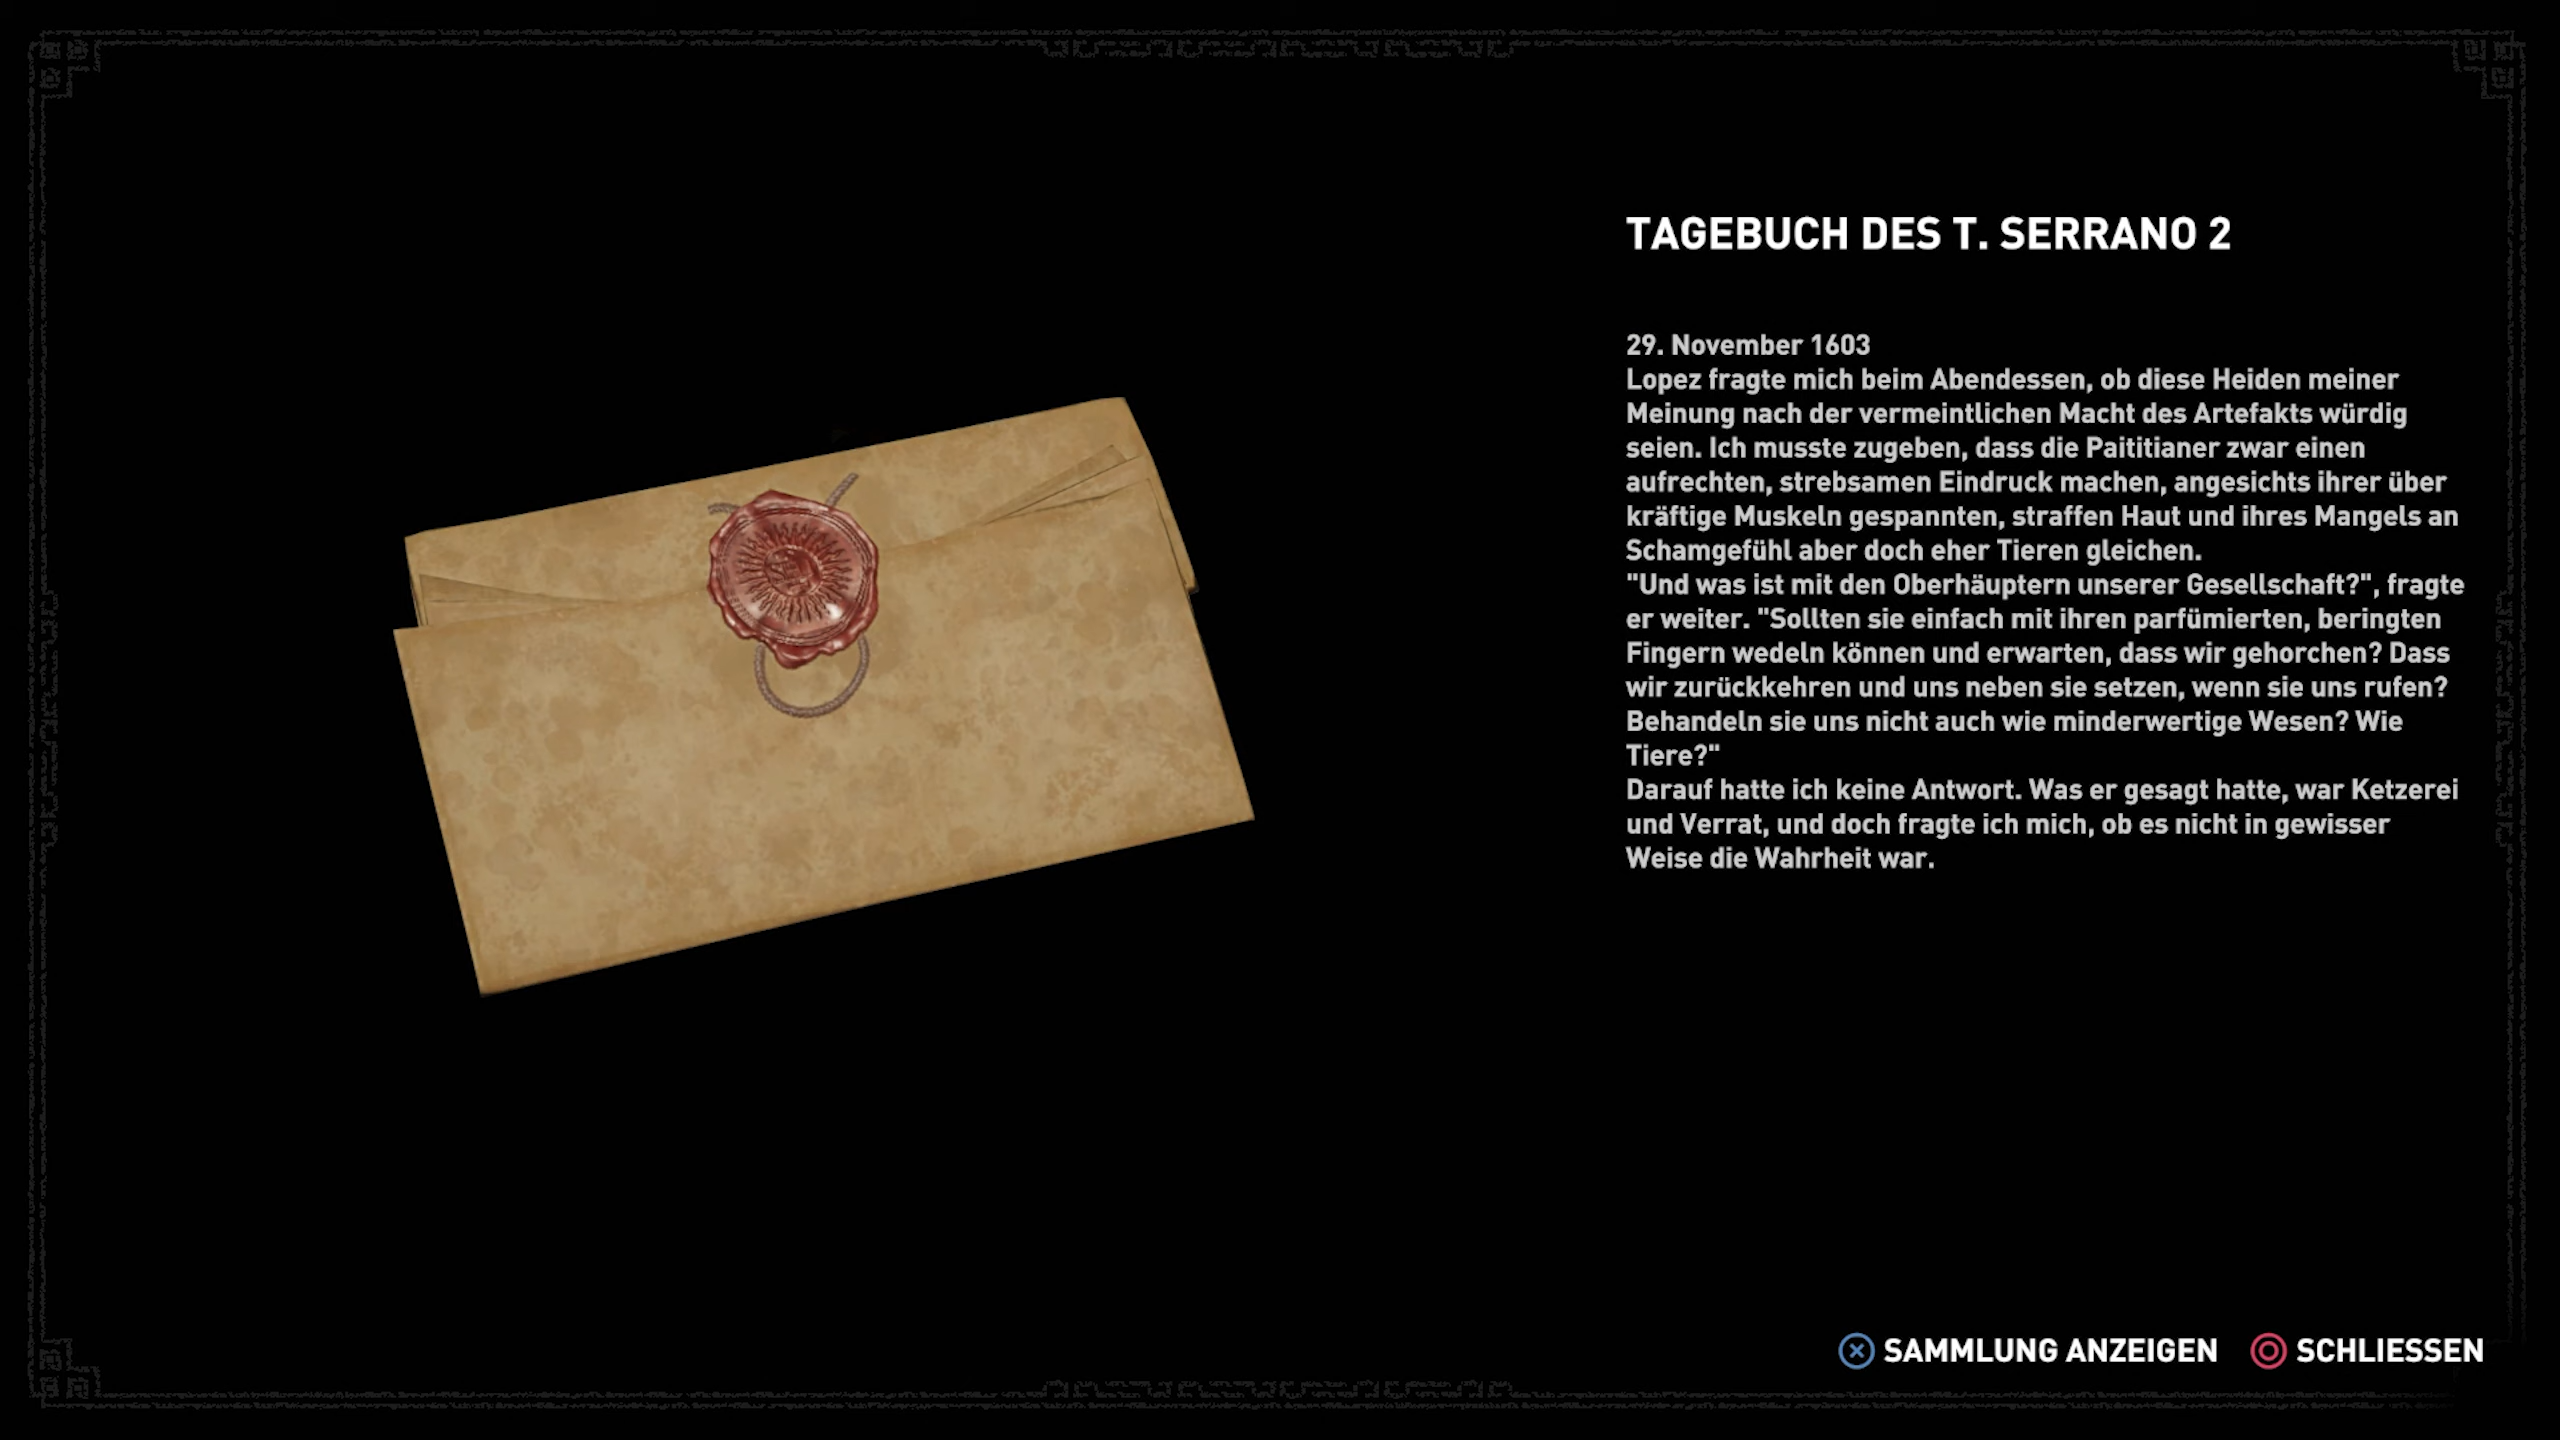 TAGEBUCH DES T. SERRANO 2
29. November 1603
Lopez fragte mich beim Abendessen, ob diese Heiden meiner
Meinung nach der vermeintlichen Macht des Artefakts würdig
seien. Ich musste zugeben, dass die Paititianer zwar einen
aufrechten, strebsamen Eindruck machen, angesichts ihrer über
kräftige Muskeln gespannten, straffen Haut und ihres Mangels an
Schamgefühl aber doch eher Tieren gleichen.
"Und was ist mit den Oberhäuptern unserer Gesellschaft?", fragte
er weiter. "Sollten sie einfach mit ihren parfümierten, beringten
Fingern wedeln können und erwarten, dass wir gehorchen? Dass
wir zurückkehren und uns neben sie setzen, wenn sie uns rufen?
Behandeln sie uns nicht auch wie minderwertige Wesen? Wie
Tiere?"
Darauf hatte ich keine Antwort. Was er gesagt hatte, war Ketzerei
und Verrat, und doch fragte ich mich, ob es nicht in gewisser
Weise die Wahrheit war.
SAMMLUNG ANZEIGEN SCHLIESSEN